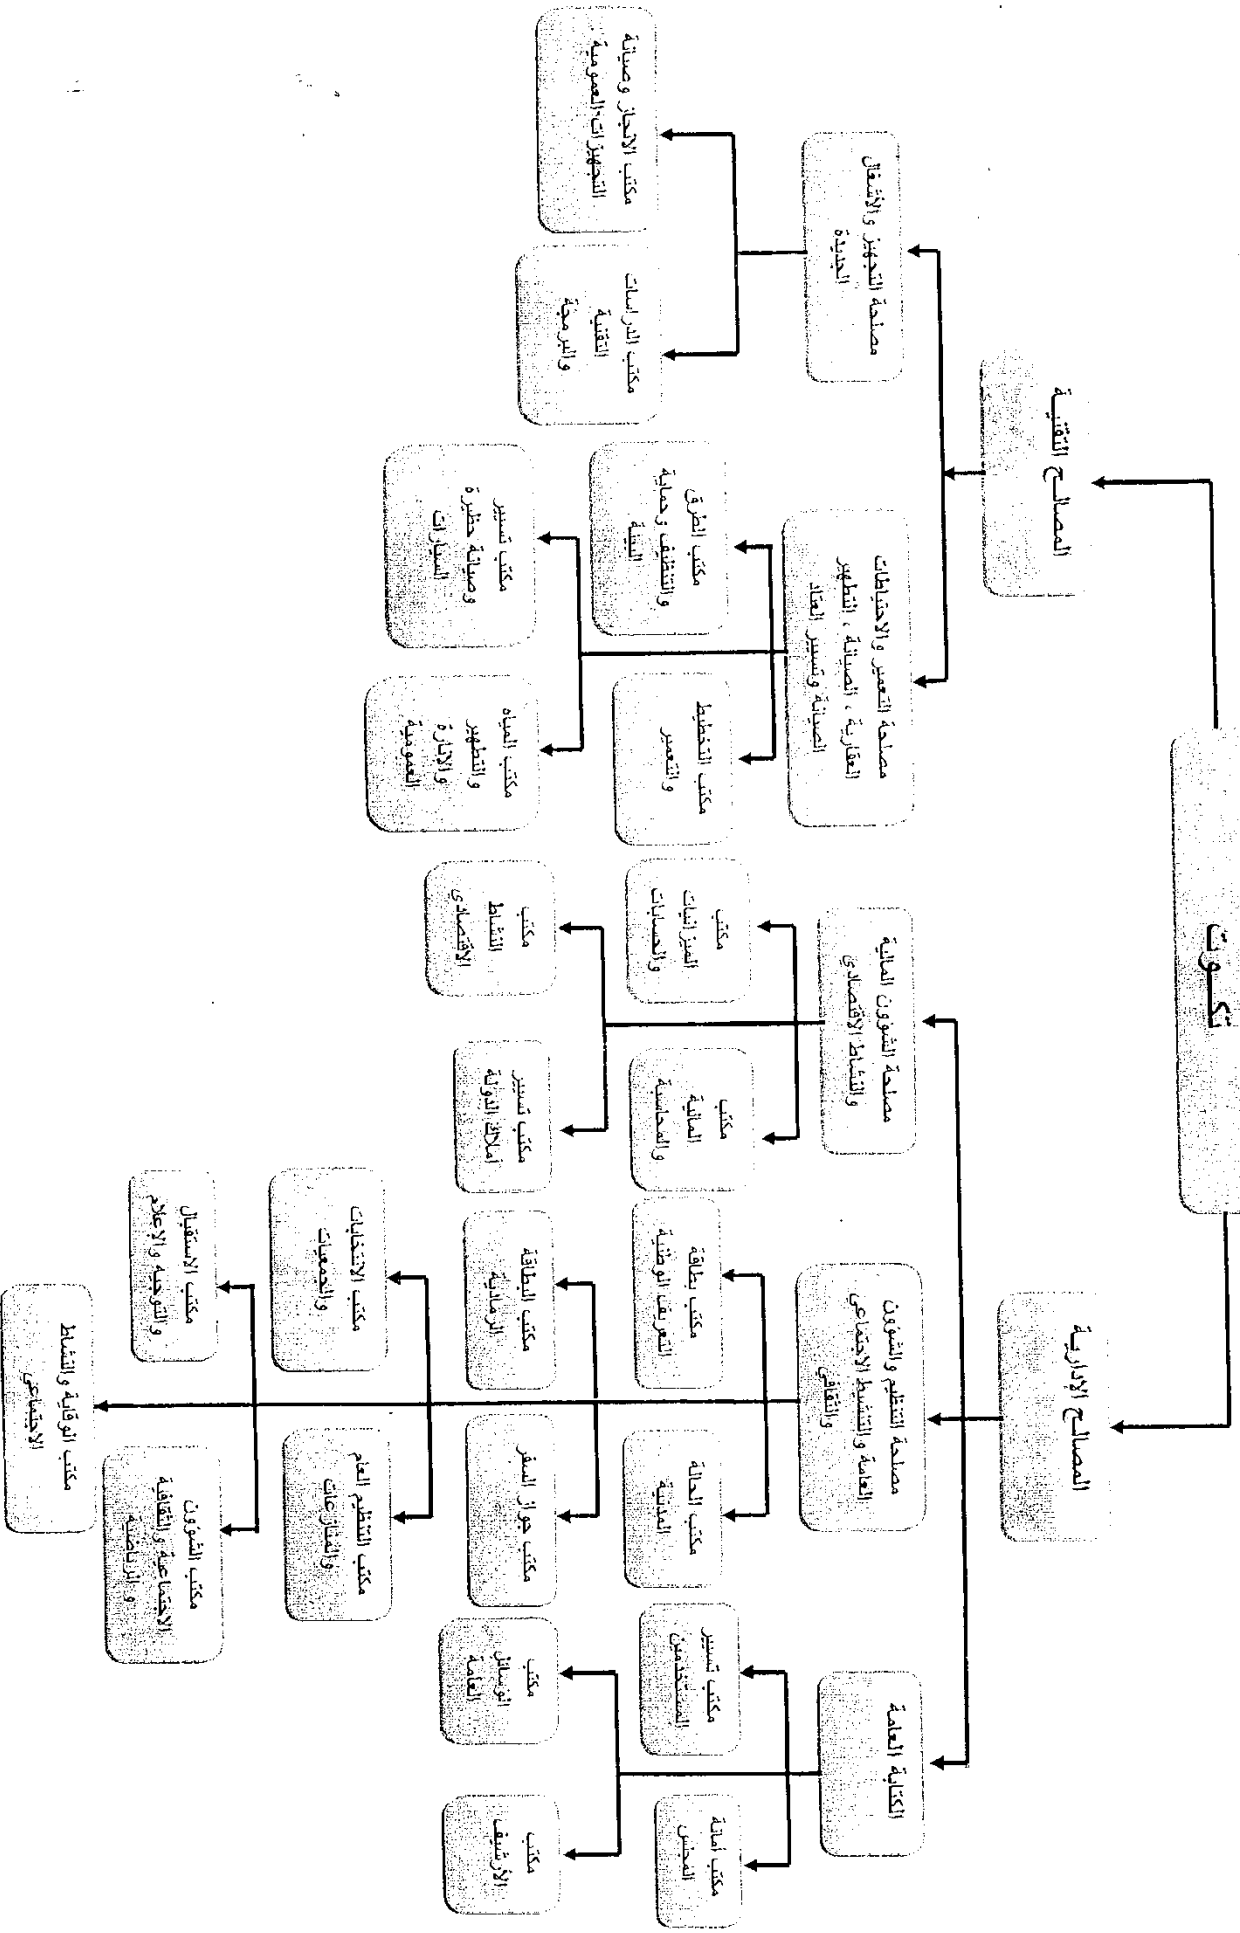 تكوت
المصالح الإدارية
المصالح التقنية
الكتابة العامة
مصلحة التنظيم والشؤون
العامة والتنشيط الاجتماعي
والثقافي
مصلحة الشؤون المالية
والنشاط الاقتصادي
مصلحة التعمير والاحتياطات
العقارية ، الصيانة ، التطهير
الصيانة وتسيير العتاد
مصلحة التجهيز والأشغال
الجديدة
مكتب أمانة
المجلس
مكتب تسيير
المستخدمين
مكتب
الأرشيف
مكتب
الوسائل
العامة
مكتب الحالة
المدنية
مكتب بطاقة
التعريف الوطنية
مكتب جواز السفر
مكتب البطاقة
الرمادية
مكتب التنظيم العام
والمنازعات
مكتب الانتخابات
والجمعيات
مكتب الشؤون
الاجتماعية والثقافية
والرياضية
مكتب الاستقبال
والتوجيه والإعلام
مكتب الوقاية والنشاط
الاجتماعي
مكتب
المالية
والمحاسبة
مكتب
الميزانيات
والحسابات
مكتب تسيير
أملاك الدولة
مكتب
النشاط
الاقتصادي
مكتب التخطيط
والتعمير
مكتب الطرق
والتنظيف وحماية
البيئة
مكتب المياه
والتطهير
والإنارة
العمومية
مكتب تسيير
وصيانة حظيرة
السيارات
مكتب الدراسات
التقنية
والبرمجة
مكتب الانجاز وصيانة
التجهيزات العمومية